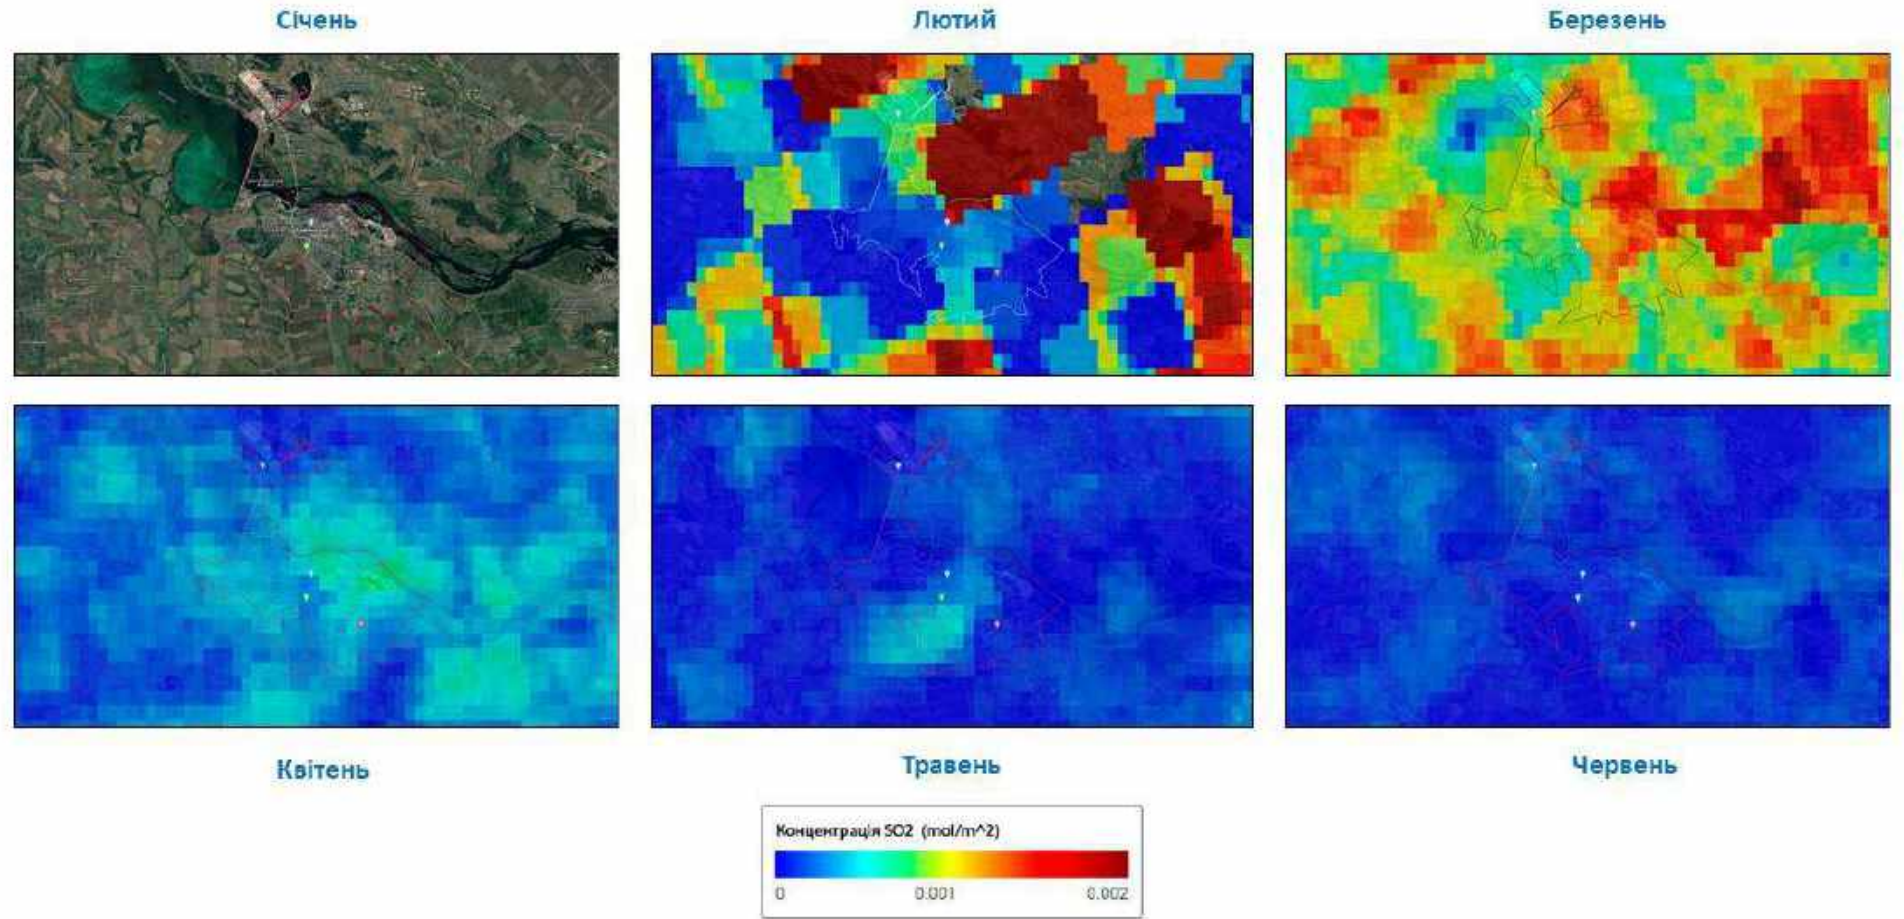 Січень
Лютий
Березень
Квітень
Травень
Червень
Концентрація SO2 (mol/m^2)
0
0.001
0.002